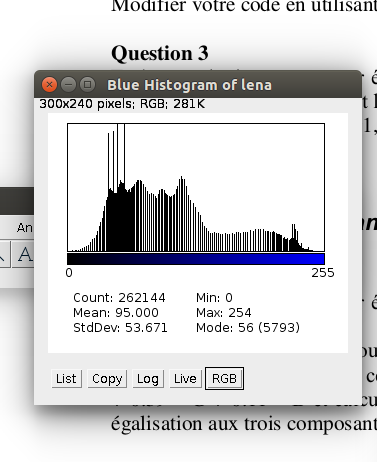 Modifier votre code en utilisant
Question 3
Blue Histogram of lena
300x240 pixels; RGB; 281K
1,
An
A
0
255
Count: 262144
Min: 0
Mean: 95.000
Max: 254
StdDev: 53.671
Mode: 56 (5793)
List
Copy
Log
Live
RGB
égalisation aux trois composant